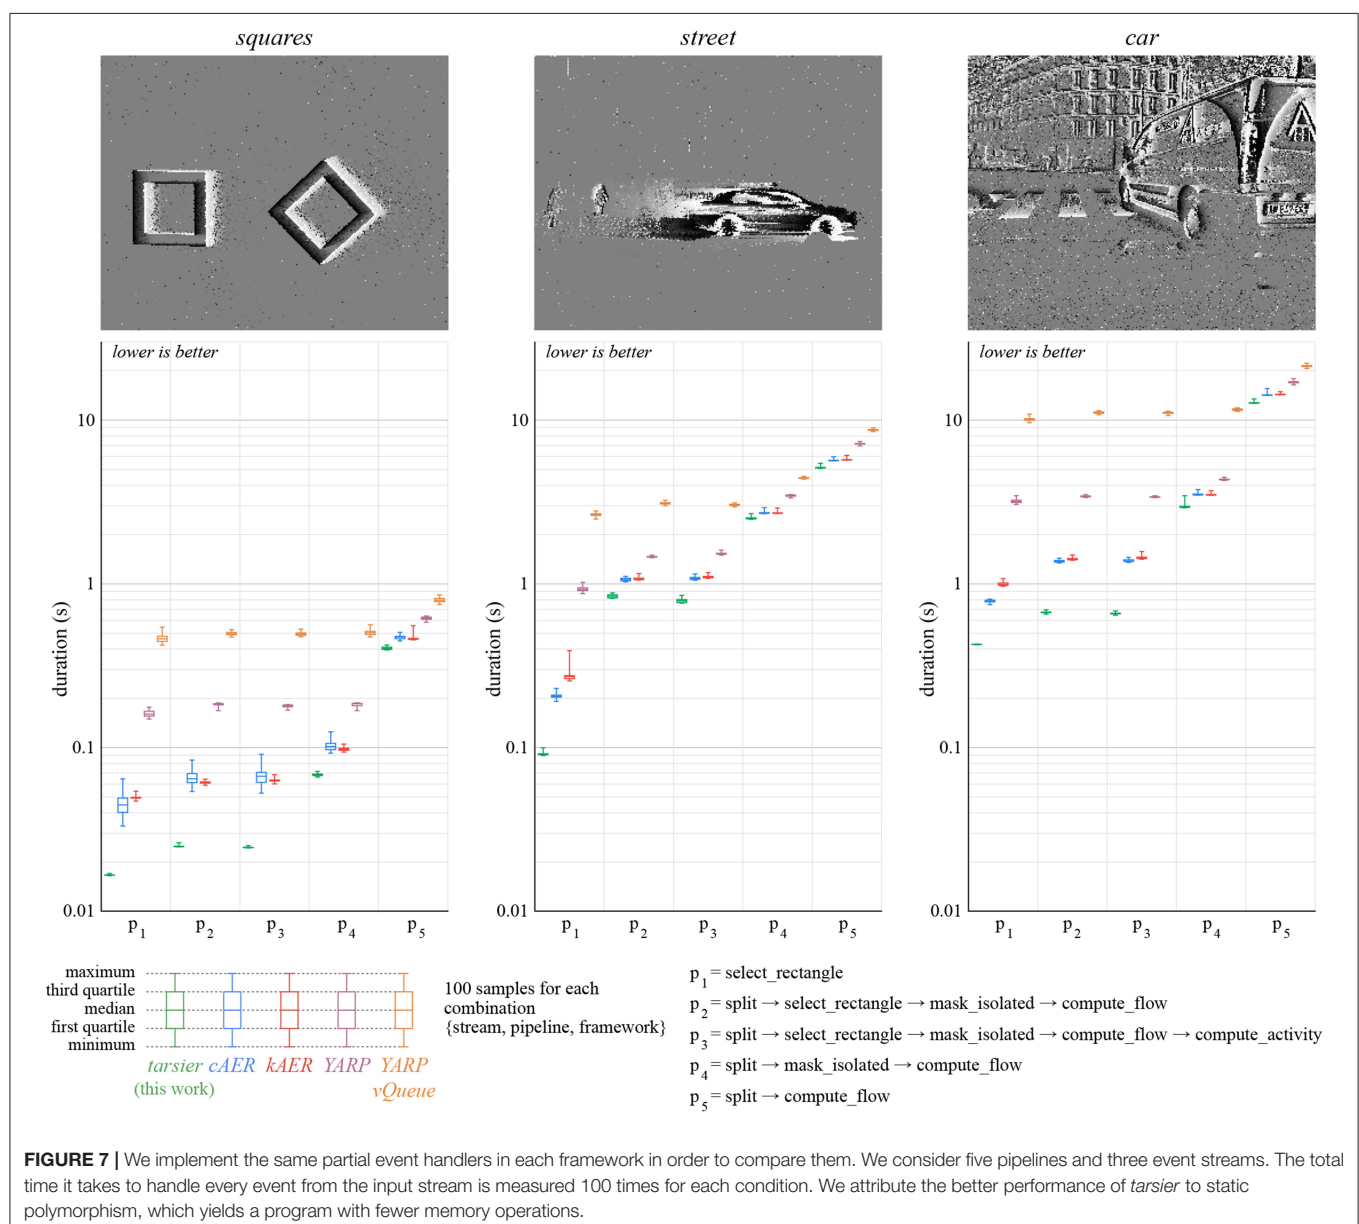 squares
street
car
lower is better
lower is better
lower is better
10
1
0.1
0.01
duration (s)
p1 p2 p3 p4 p5
10
1
0.1
0.01
duration (s)
p1 p2 p3 p4 p5
10
1
0.1
0.01
duration (s)
p1 p2 p3 p4 p5
maximum
third quartile
median
first quartile
minimum
tarsier cAER kAER YARP YARP
(this work) vQueue
100 samples for each
combination
{stream, pipeline, framework}
p1 = select_rectangle
p2 = split → select_rectangle → mask_isolated → compute_flow
p3 = split → select_rectangle → mask_isolated → compute_flow → compute_activity
p4 = split → mask_isolated → compute_flow
p5 = split → compute_flow
FIGURE 7 | We implement the same partial event handlers in each framework in order to compare them. We consider five pipelines and three event streams. The total
time it takes to handle every event from the input stream is measured 100 times for each condition. We attribute the better performance of tarsier to static
polymorphism, which yields a program with fewer memory operations.